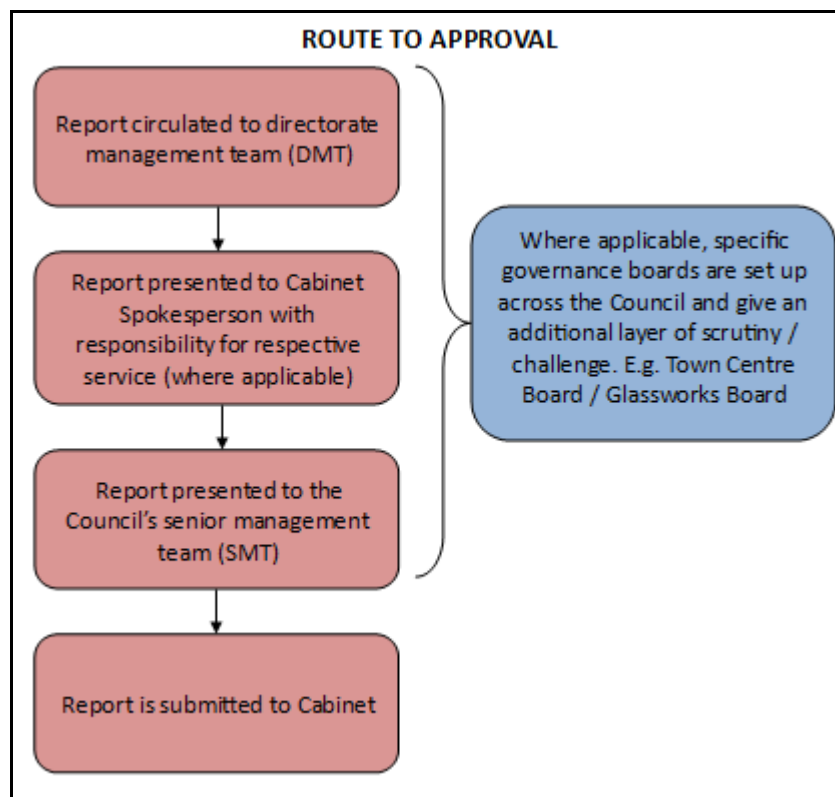 ROUTE TO APPROVAL
Report circulated to directorate
management team (DMT)
Report presented to Cabinet
Spokesperson with
responsibility for respective
service (where applicable)
Report presented to the
Council's senior management
team (SMT)
Report is submitted to Cabinet
Where applicable, specific
governance boards are set up
across the Council and give an
additional layer of scrutiny /
challenge. E.g. Town Centre
Board / Glassworks Board